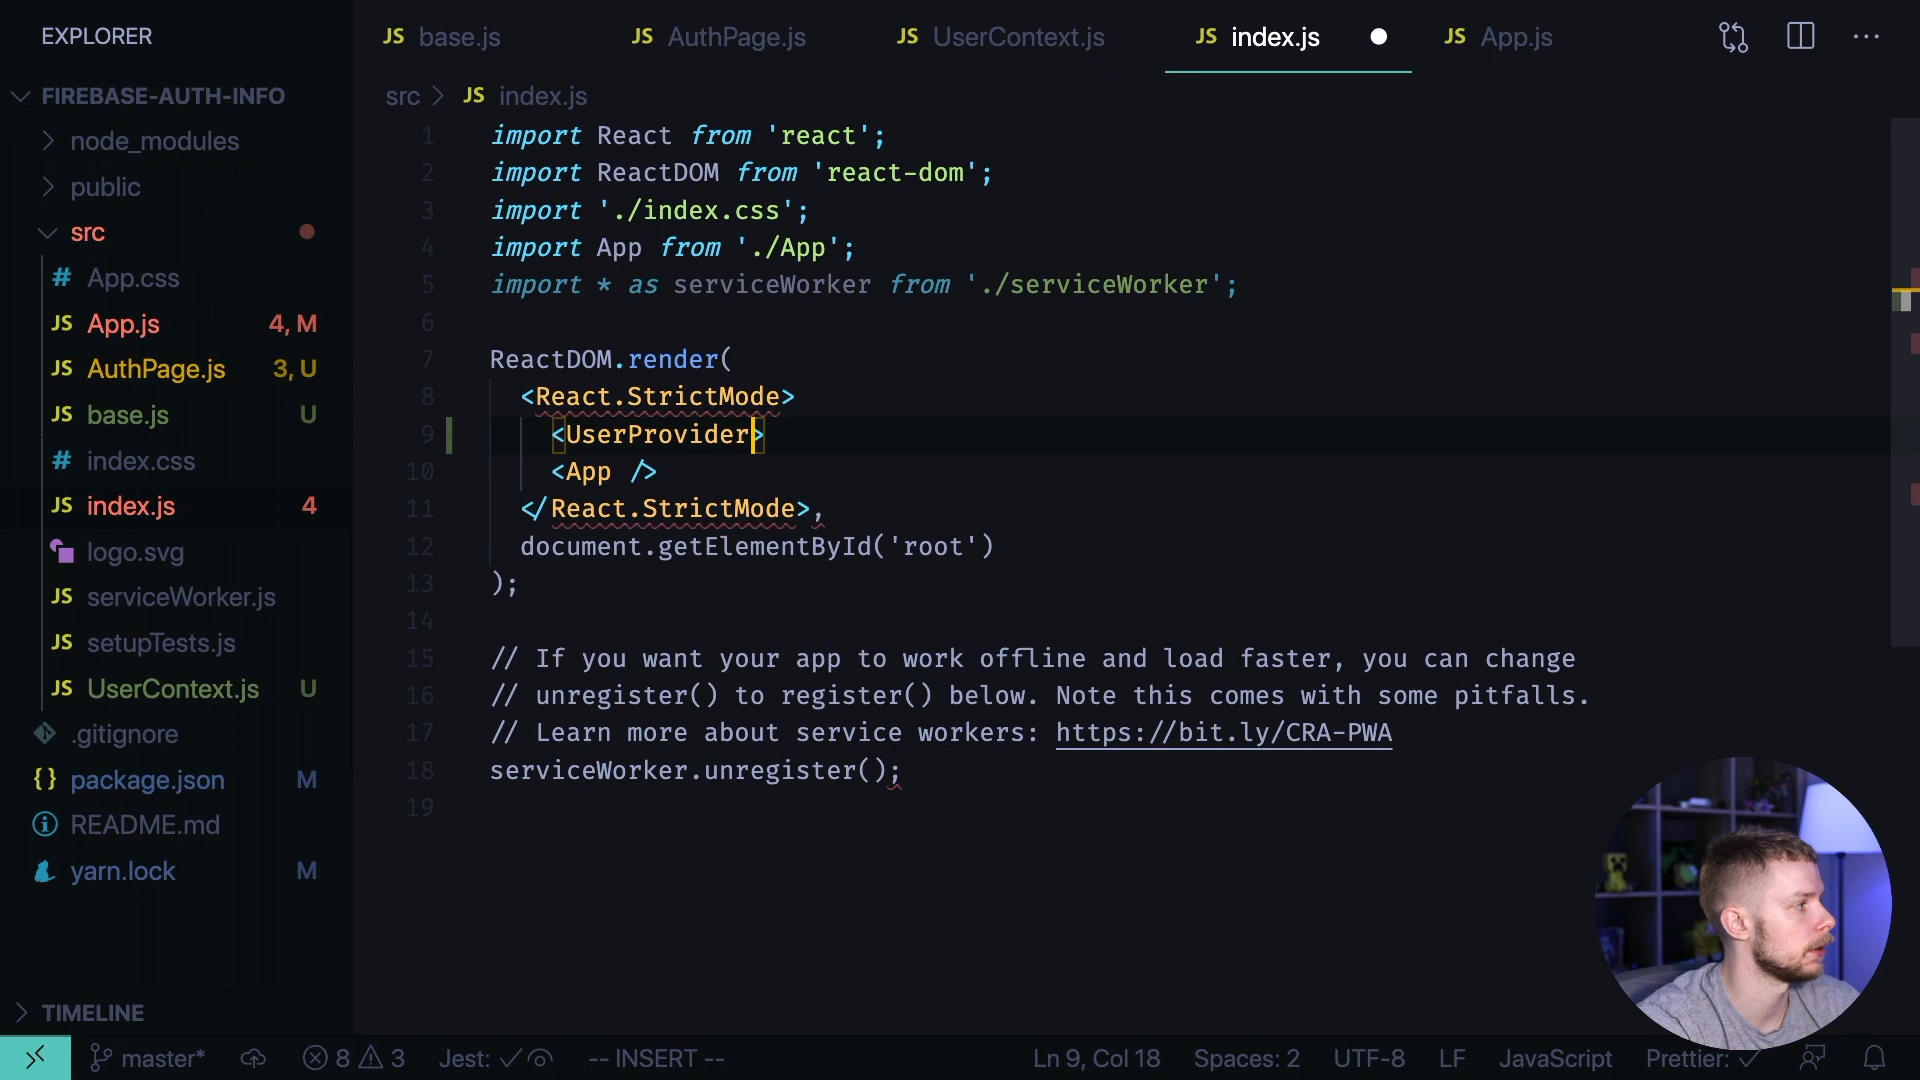 EXPLORER
FIREBASE-AUTH-INFO
node_modules
public
src
# App.css
JS App.js 4, M
JS AuthPage.js 3, U
JS base.js U
# index.css
JS index.js 4
logo.svg
JS serviceWorker.js
JS setupTests.js
JS UserContext.js U
.gitignore
{} package.json M
README.md
yarn.lock M
TIMELINE
JS base.js
JS AuthPage.js
JS UserContext.js
JS index.js
JS App.js
src > JS index.js
1 import React from 'react';
2 import ReactDOM from 'react-dom';
3 import './index.css';
4 import App from './App';
5 import * as serviceWorker from './serviceWorker';
6
7 ReactDOM.render(
8 <React.StrictMode>
9 <UserProvider>
10 <App />
11 </React.StrictMode>,
12 document.getElementById('root')
13 );
14
15 // If you want your app to work offline and load faster, you can change
16 // unregister() to register() below. Note this comes with some pitfalls.
17 // Learn more about service workers: https://bit.ly/CRA-PWA
18 serviceWorker.unregister();
19
master* 8 3 Jest: -- INSERT -- Ln 9, Col 18 Spaces: 2 UTF-8 LF JavaScript Prettier: